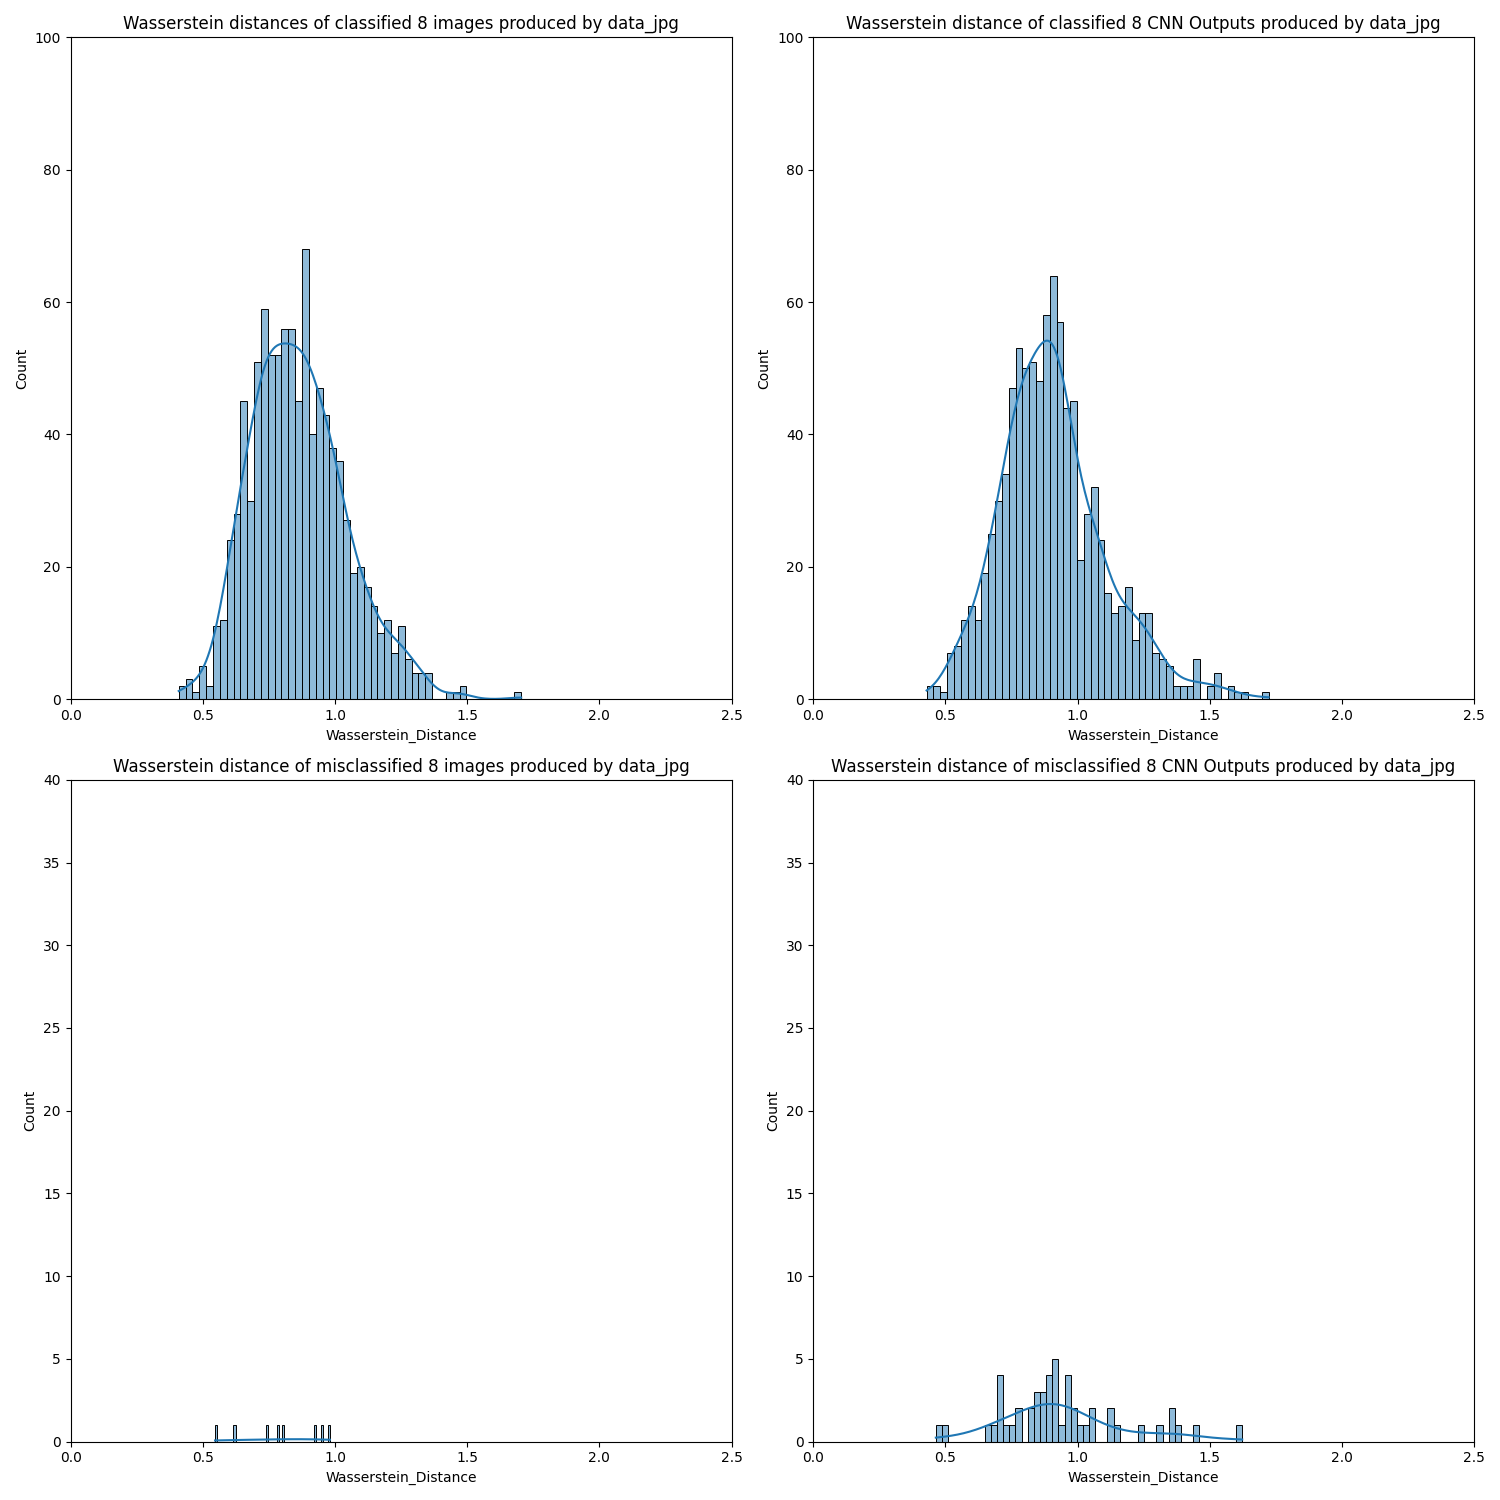 Wasserstein distances of classified 8 images produced by data_jpg
100
80
60
40
20
0
Count
0.0 0.5 1.0 1.5 2.0 2.5
Wasserstein_Distance
Wasserstein distance of classified 8 CNN Outputs produced by data_jpg
100
80
60
40
20
0
Count
0.0 0.5 1.0 1.5 2.0 2.5
Wasserstein_Distance
Wasserstein distance of misclassified 8 images produced by data_jpg
40
35
30
25
20
15
10
5
0
Count
0.0 0.5 1.0 1.5 2.0 2.5
Wasserstein_Distance
Wasserstein distance of misclassified 8 CNN Outputs produced by data_jpg
40
35
30
25
20
15
10
5
0
Count
0.0 0.5 1.0 1.5 2.0 2.5
Wasserstein_Distance